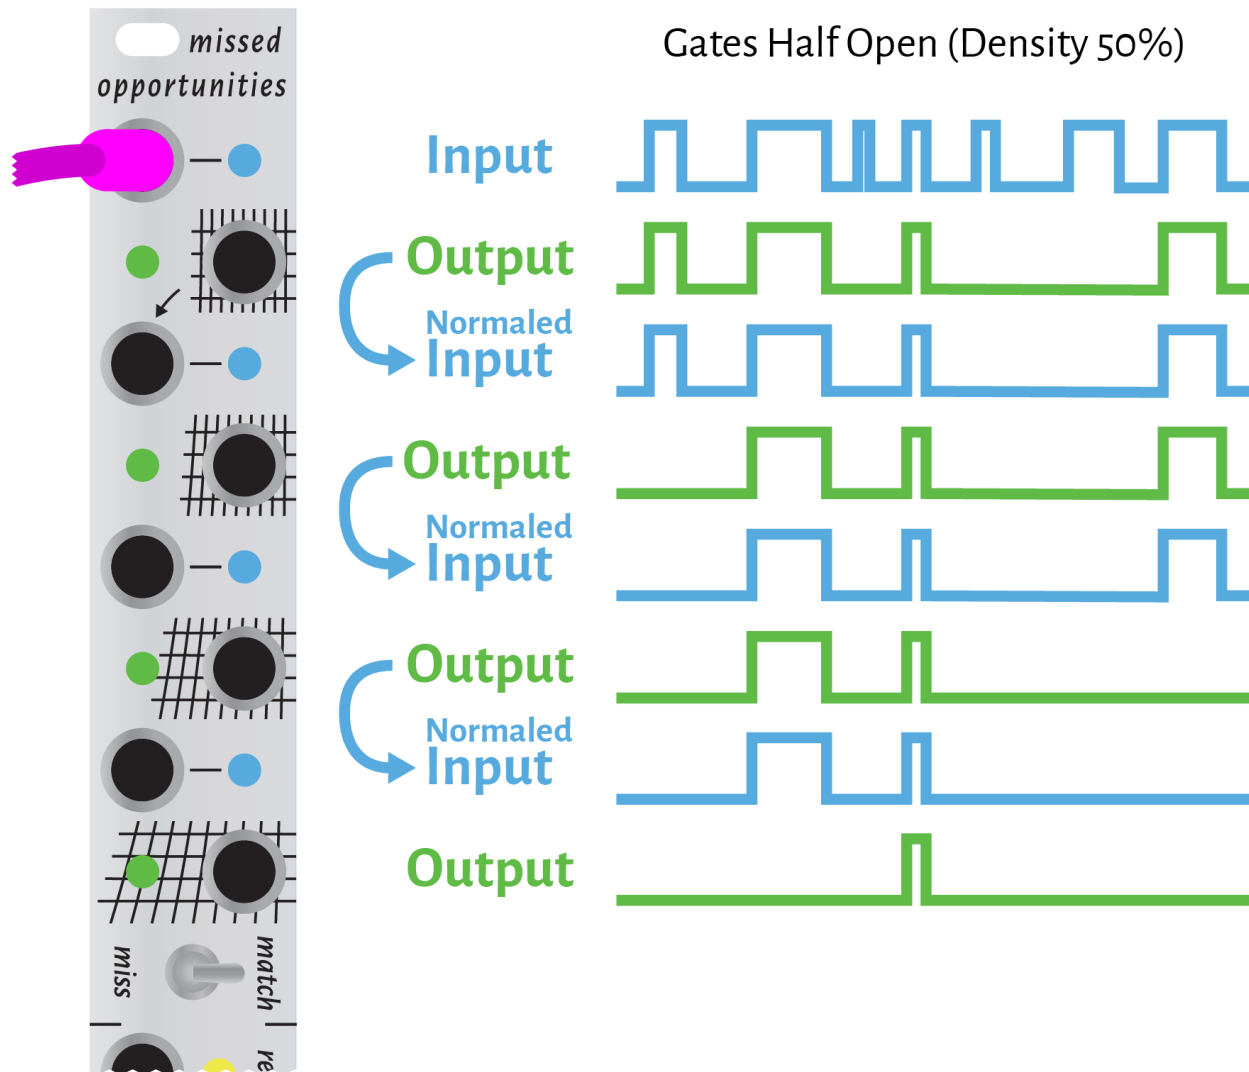 missed
opportunities
Gates Half Open (Density 50%)
Input
Output
Normaled
Input
Output
Normaled
Input
Output
Normaled
Input
Output
miss
match
re